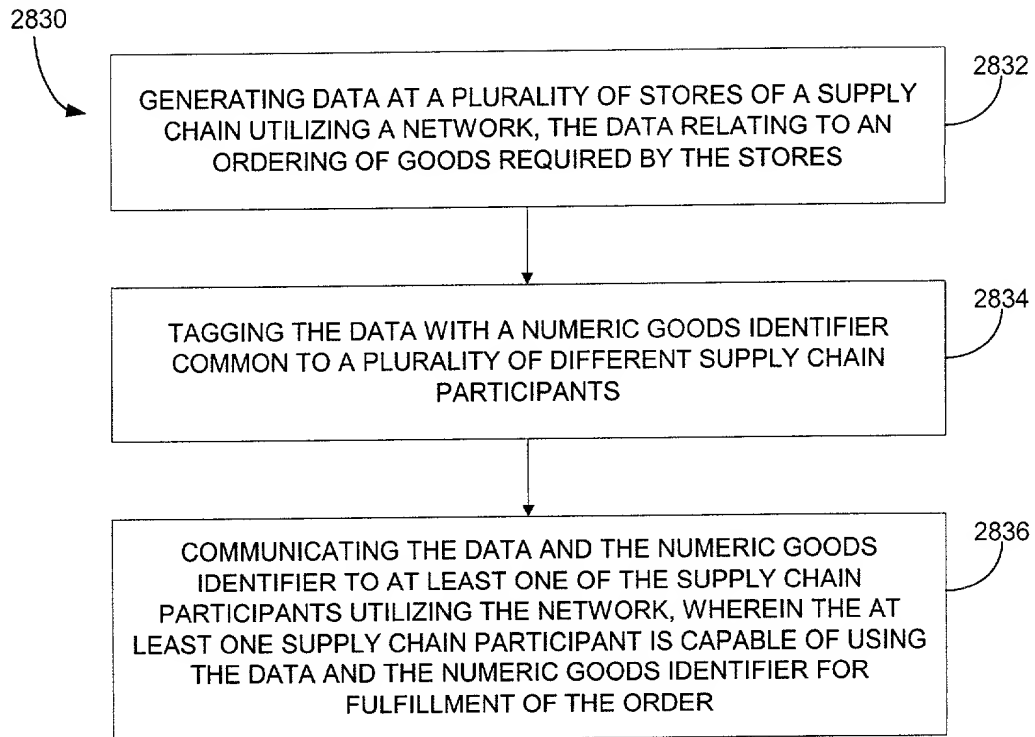 2830
2832
GENERATING DATA AT A PLURALITY OF STORES OF A SUPPLY
CHAIN UTILIZING A NETWORK, THE DATA RELATING TO AN
ORDERING OF GOODS REQUIRED BY THE STORES
2834
TAGGING THE DATA WITH A NUMERIC GOODS IDENTIFIER
COMMON TO A PLURALITY OF DIFFERENT SUPPLY CHAIN
PARTICIPANTS
2836
COMMUNICATING THE DATA AND THE NUMERIC GOODS
IDENTIFIER TO AT LEAST ONE OF THE SUPPLY CHAIN
PARTICIPANTS UTILIZING THE NETWORK, WHEREIN THE AT
LEAST ONE SUPPLY CHAIN PARTICIPANT IS CAPABLE OF USING
THE DATA AND THE NUMERIC GOODS IDENTIFIER FOR
FULFILLMENT OF THE ORDER